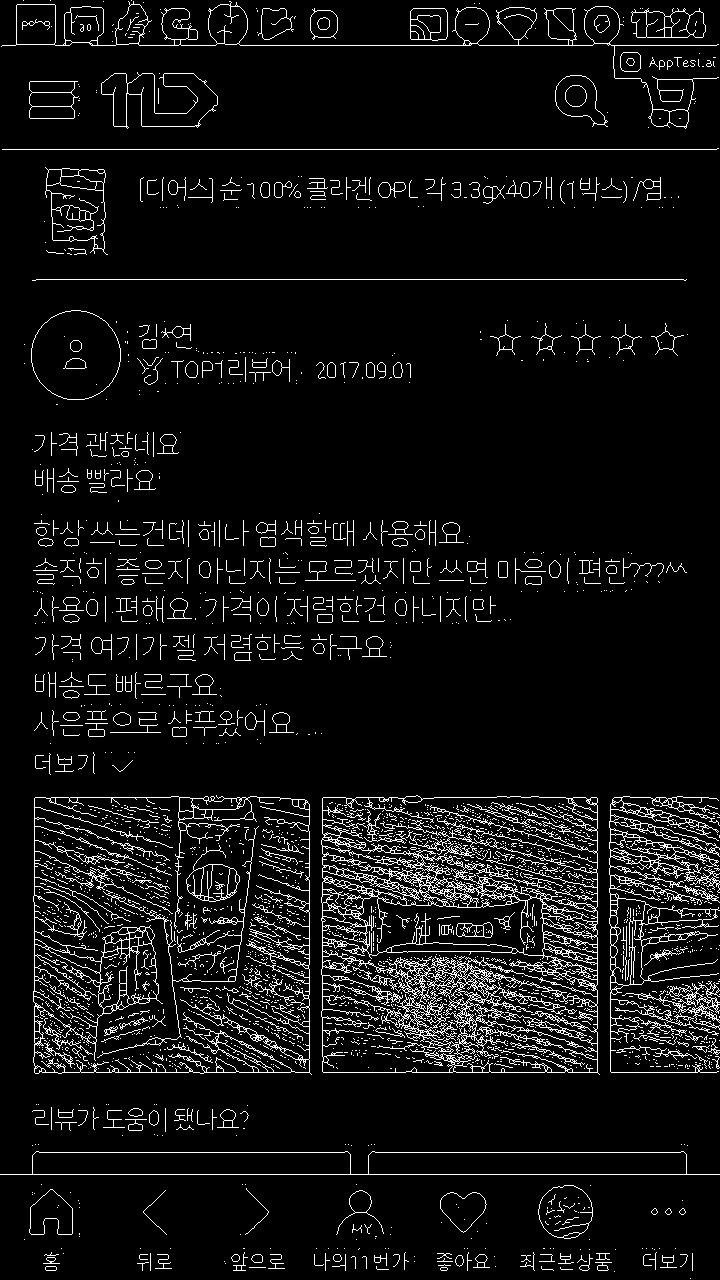 12:24
AppTest.ai
11
[디어스] 순 100% 콜라겐 OPL 각 3.3gx40개 (1박스) /염...
김*연
TOP1리뷰어 · 2017.09.01
가격 괜찮네요
배송 빨라요
항상 쓰는건데 헤나 염색할때 사용해요.
솔직히 좋은지 아닌지는 모르겠지만 쓰면 마음이 편한???^^
사용이 편해요. 가격이 저렴한건 아니지만...
가격 여기가 젤 저렴한듯 하구요.
배송도 빠르구요.
사은품으로 샴푸왔어요. ...
더보기
리뷰가 도움이 됐나요?
MY
홈 뒤로 앞으로 나의11번가 좋아요 최근본상품 더보기